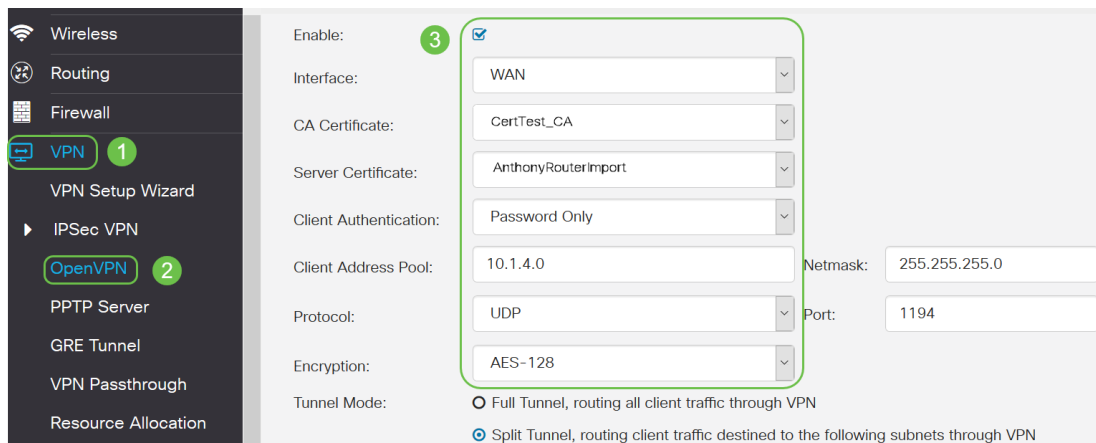 Wireless
Routing
Firewall
VPN 1
VPN Setup Wizard
IPSec VPN
OpenVPN 2
PPTP Server
GRE Tunnel
VPN Passthrough
Resource Allocation
3
Enable:
Interface: WAN
CA Certificate: CertTest_CA
Server Certificate: AnthonyRouterImport
Client Authentication: Password Only
Client Address Pool: 10.1.4.0 Netmask: 255.255.255.0
Protocol: UDP Port: 1194
Encryption: AES-128
Tunnel Mode: Full Tunnel, routing all client traffic through VPN
Split Tunnel, routing client traffic destined to the following subnets through VPN